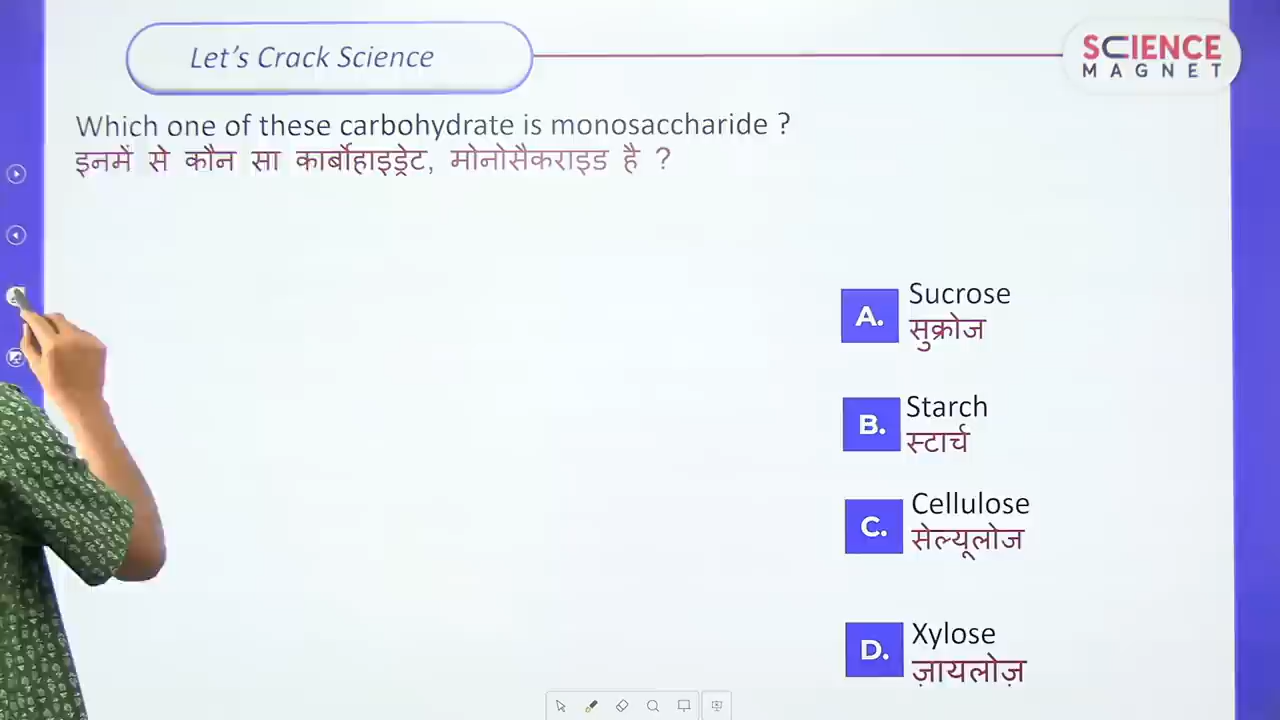 Let's Crack Science
SCIENCE
MAGNET
Which one of these carbohydrate is monosaccharide ?
इनमें से कौन सा कार्बोहाइड्रेट, मोनोसैकराइड है ?
A.
Sucrose
सुक्रोज
B.
Starch
स्टार्च
C.
Cellulose
सेल्यूलोज
D.
Xylose
ज़ायलोज़